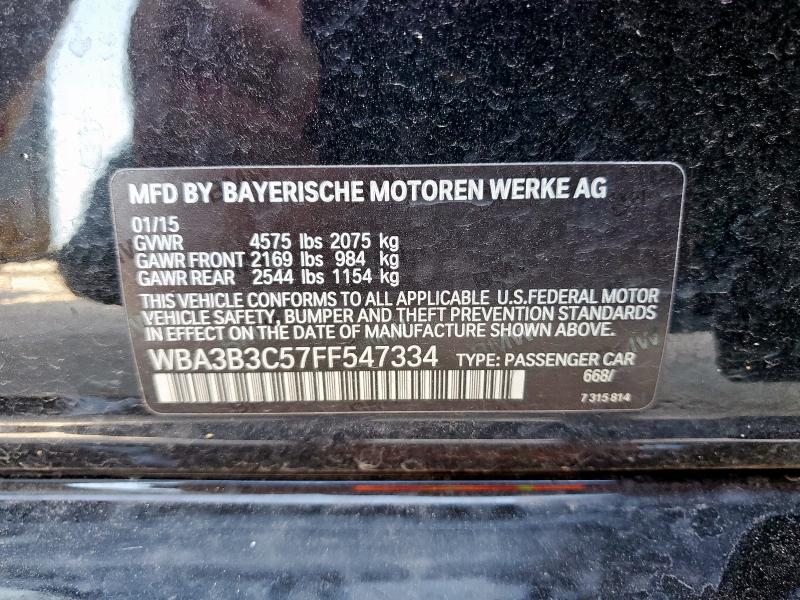 MFD BY BAYERISCHE MOTOREN WERKE AG
01/15
GVWR 4575 lbs 2075 kg
GAWR FRONT 2169 lbs 984 kg
GAWR REAR 2544 lbs 1154 kg
THIS VEHICLE CONFORMS TO ALL APPLICABLE U.S.FEDERAL MOTOR
VEHICLE SAFETY, BUMPER AND THEFT PREVENTION STANDARDS
IN EFFECT ON THE DATE OF MANUFACTURE SHOWN ABOVE.
WBA3B3C57FF547334 TYPE: PASSENGER CAR
668/
7 315 814